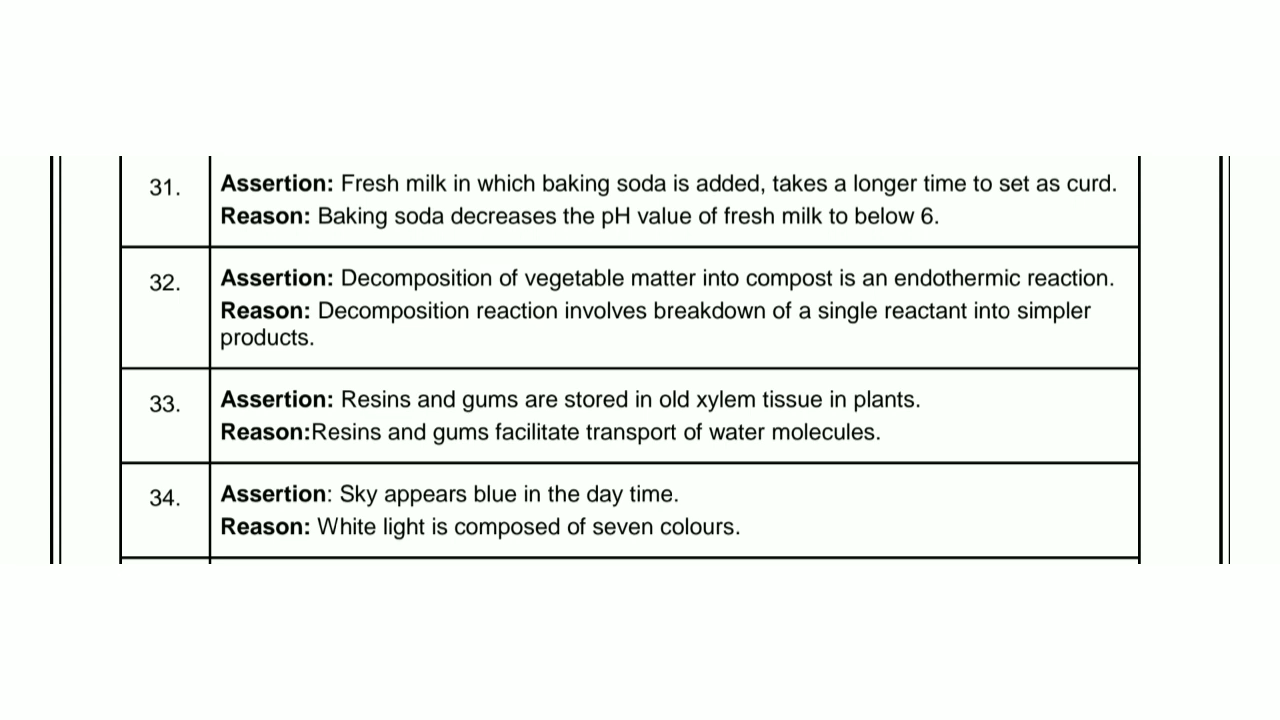 31.
Assertion: Fresh milk in which baking soda is added, takes a longer time to set as curd.
Reason: Baking soda decreases the pH value of fresh milk to below 6.
32.
Assertion: Decomposition of vegetable matter into compost is an endothermic reaction.
Reason: Decomposition reaction involves breakdown of a single reactant into simpler
products.
33.
Assertion: Resins and gums are stored in old xylem tissue in plants.
Reason:Resins and gums facilitate transport of water molecules.
34.
Assertion: Sky appears blue in the day time.
Reason: White light is composed of seven colours.